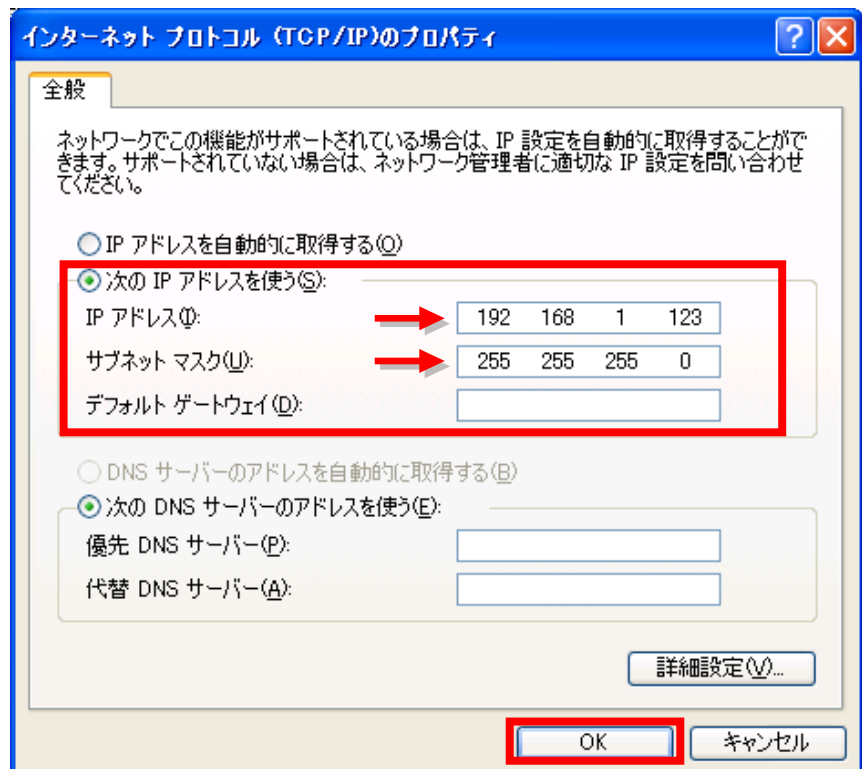 インターネット プロトコル (TCP/IP)のプロパティ
全般
ネットワークでこの機能がサポートされている場合は、IP 設定を自動的に取得することがで
きます。サポートされていない場合は、ネットワーク管理者に適切な IP 設定を問い合わせ
てください。
IP アドレスを自動的に取得する(O)
次の IP アドレスを使う(S):
IP アドレス(I): 192 168 1 123
サブネット マスク(U): 255 255 255 0
デフォルト ゲートウェイ(D):
DNS サーバーのアドレスを自動的に取得する(B)
次の DNS サーバーのアドレスを使う(E):
優先 DNS サーバー(P):
代替 DNS サーバー(A):
詳細設定(V)...
OK キャンセル